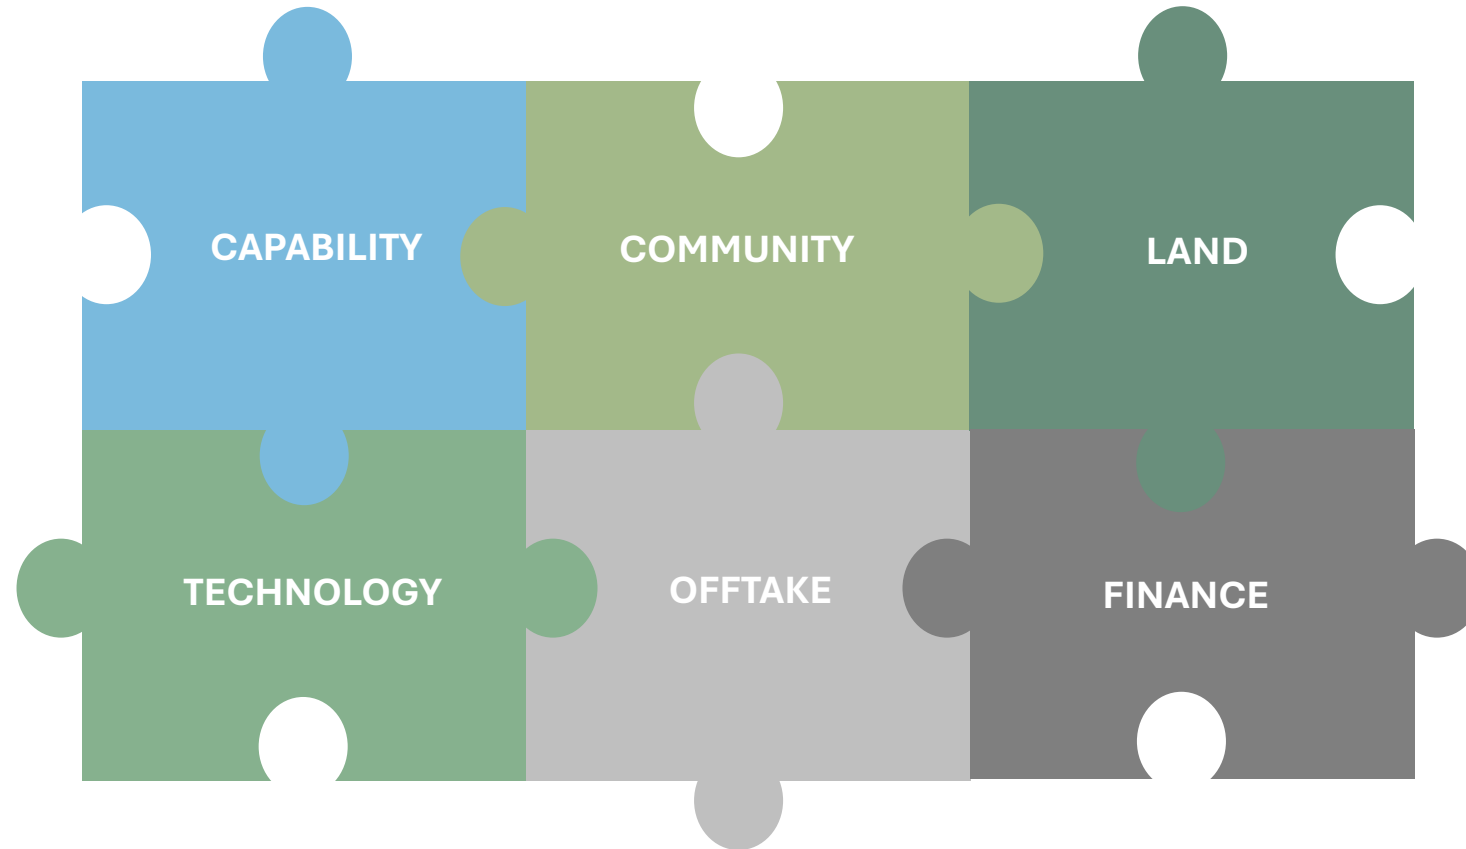 CAPABILITY
COMMUNITY
LAND
TECHNOLOGY
OFFTAKE
FINANCE